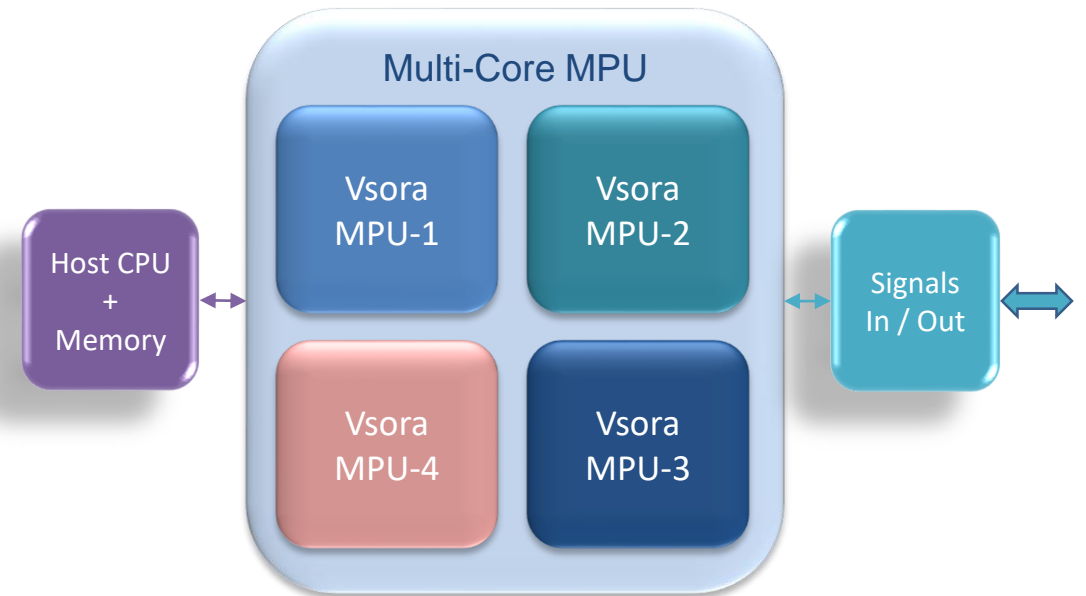 Multi-Core MPU
Vsora
MPU-1
Vsora
MPU-2
Host CPU
+
Memory
Signals
In / Out
Vsora
MPU-4
Vsora
MPU-3